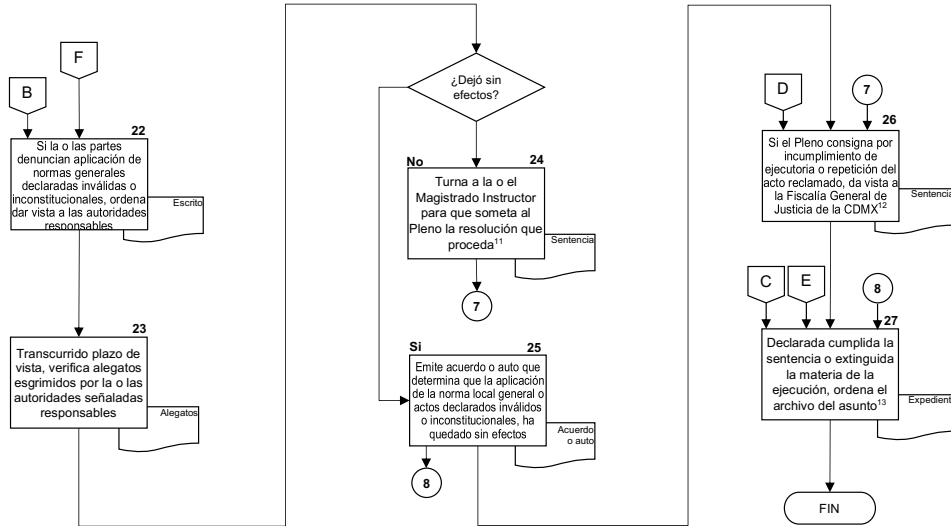 F
B
22
Si la o las partes
denuncian aplicación de
normas generales
declaradas inválidas o
inconstitucionales, ordena
dar vista a las autoridades
responsables
Escrito
23
Transcurrido plazo de
vista, verifica alegatos
esgrimidos por la o las
autoridades señaladas
responsables
Alegatos
¿Dejó sin
efectos?
No
24
Turna a la o el
Magistrado Instructor
para que someta al
Pleno la resolución que
proceda¹¹
Sentencia
7
Si
25
Emite acuerdo o auto que
determina que la aplicación
de la norma local general o
actos declarados inválidos
o inconstitucionales, ha
quedado sin efectos
Acuerdo
o auto
8
D
7
26
Si el Pleno consigna por
incumplimiento de
ejecutoria o repetición del
acto reclamado, da vista a
la Fiscalía General de
Justicia de la CDMX¹²
Sentencia
C
E
8
27
Declarada cumplida la
sentencia o extinguida
la materia de la
ejecución, ordena el
archivo del asunto¹³
Expedient
FIN